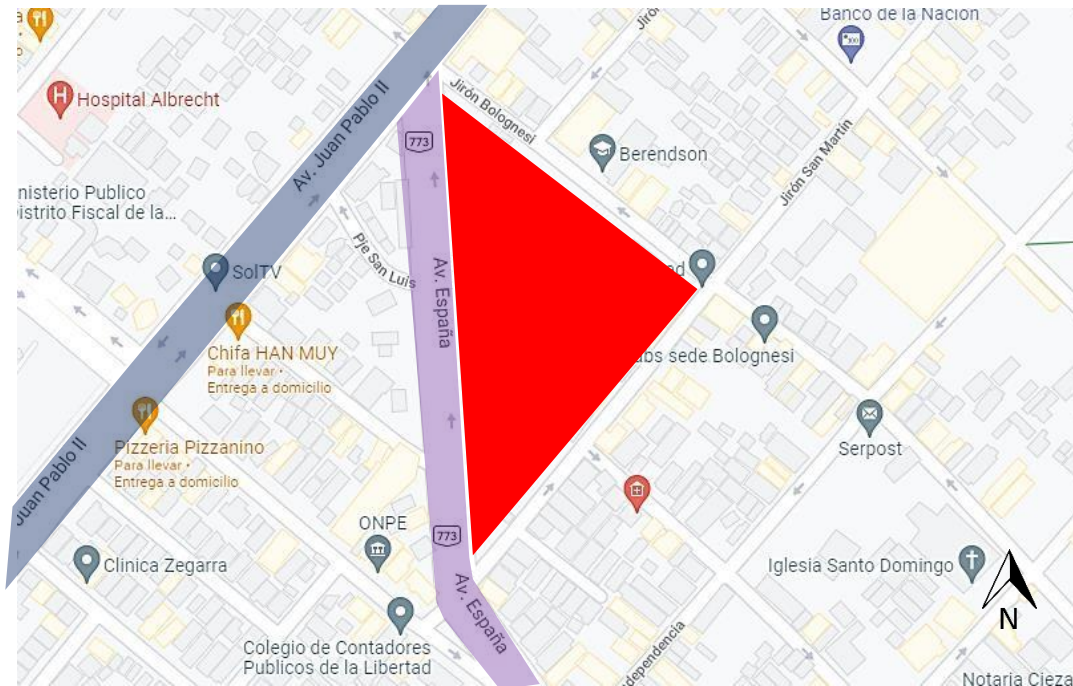 Banco de la Nación
Hospital Albrecht
Av. Juan Pablo II
773
Jirón Bolognesi
Berendson
Jirón San Martín
nisterio Publico
istrito Fiscal de la...
Pje San Luis
SolTV
Av. España
Chifa HAN MUY
Para llevar •
Entrega a domicilio
abs sede Bolognesi
Pizzeria Pizzanino
Para llevar •
Entrega a domicilio
Serpost
Juan Pablo II
ONPE
773
Clinica Zegarra
Iglesia Santo Domingo
Av. España
N
Colegio de Contadores
Publicos de la Libertad
ndependencia
Notaria Cieza